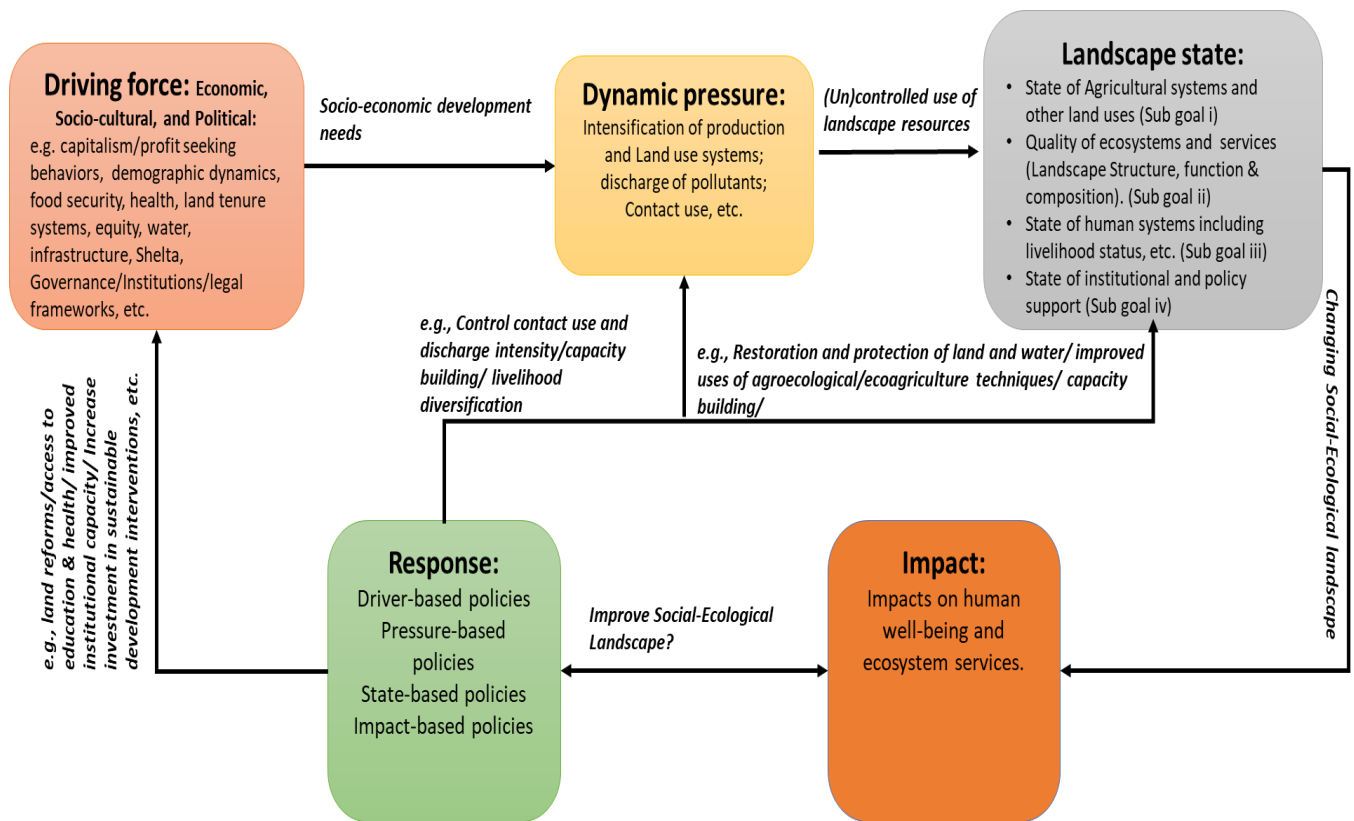 Driving force: Economic,
Socio-cultural, and Political:
e.g. capitalism/profit seeking
behaviors, demographic dynamics,
food security, health, land tenure
systems, equity, water,
infrastructure, Shelta,
Governance/Institutions/legal
frameworks, etc.
Socio-economic development
needs
Dynamic pressure:
Intensification of production
and Land use systems;
discharge of pollutants;
Contact use, etc.
(Un)controlled use of
landscape resources
Landscape state:
• State of Agricultural systems and
other land uses (Sub goal i)
• Quality of ecosystems and services
(Landscape Structure, function &
composition). (Sub goal ii)
• State of human systems including
livelihood status, etc. (Sub goal iii)
• State of institutional and policy
support (Sub goal iv)
Changing Social-Ecological landscape
e.g., Control contact use and
discharge intensity/capacity
building/ livelihood
diversification
e.g., Restoration and protection of land and water/ improved
uses of agroecological/ecoagriculture techniques/ capacity
building/
e.g., land reforms/access to
education & health/ improved
institutional capacity/ Increase
investment in sustainable
development interventions, etc.
Response:
Driver-based policies
Pressure-based
policies
State-based policies
Impact-based policies
Improve Social-Ecological
Landscape?
Impact:
Impacts on human
well-being and
ecosystem services.